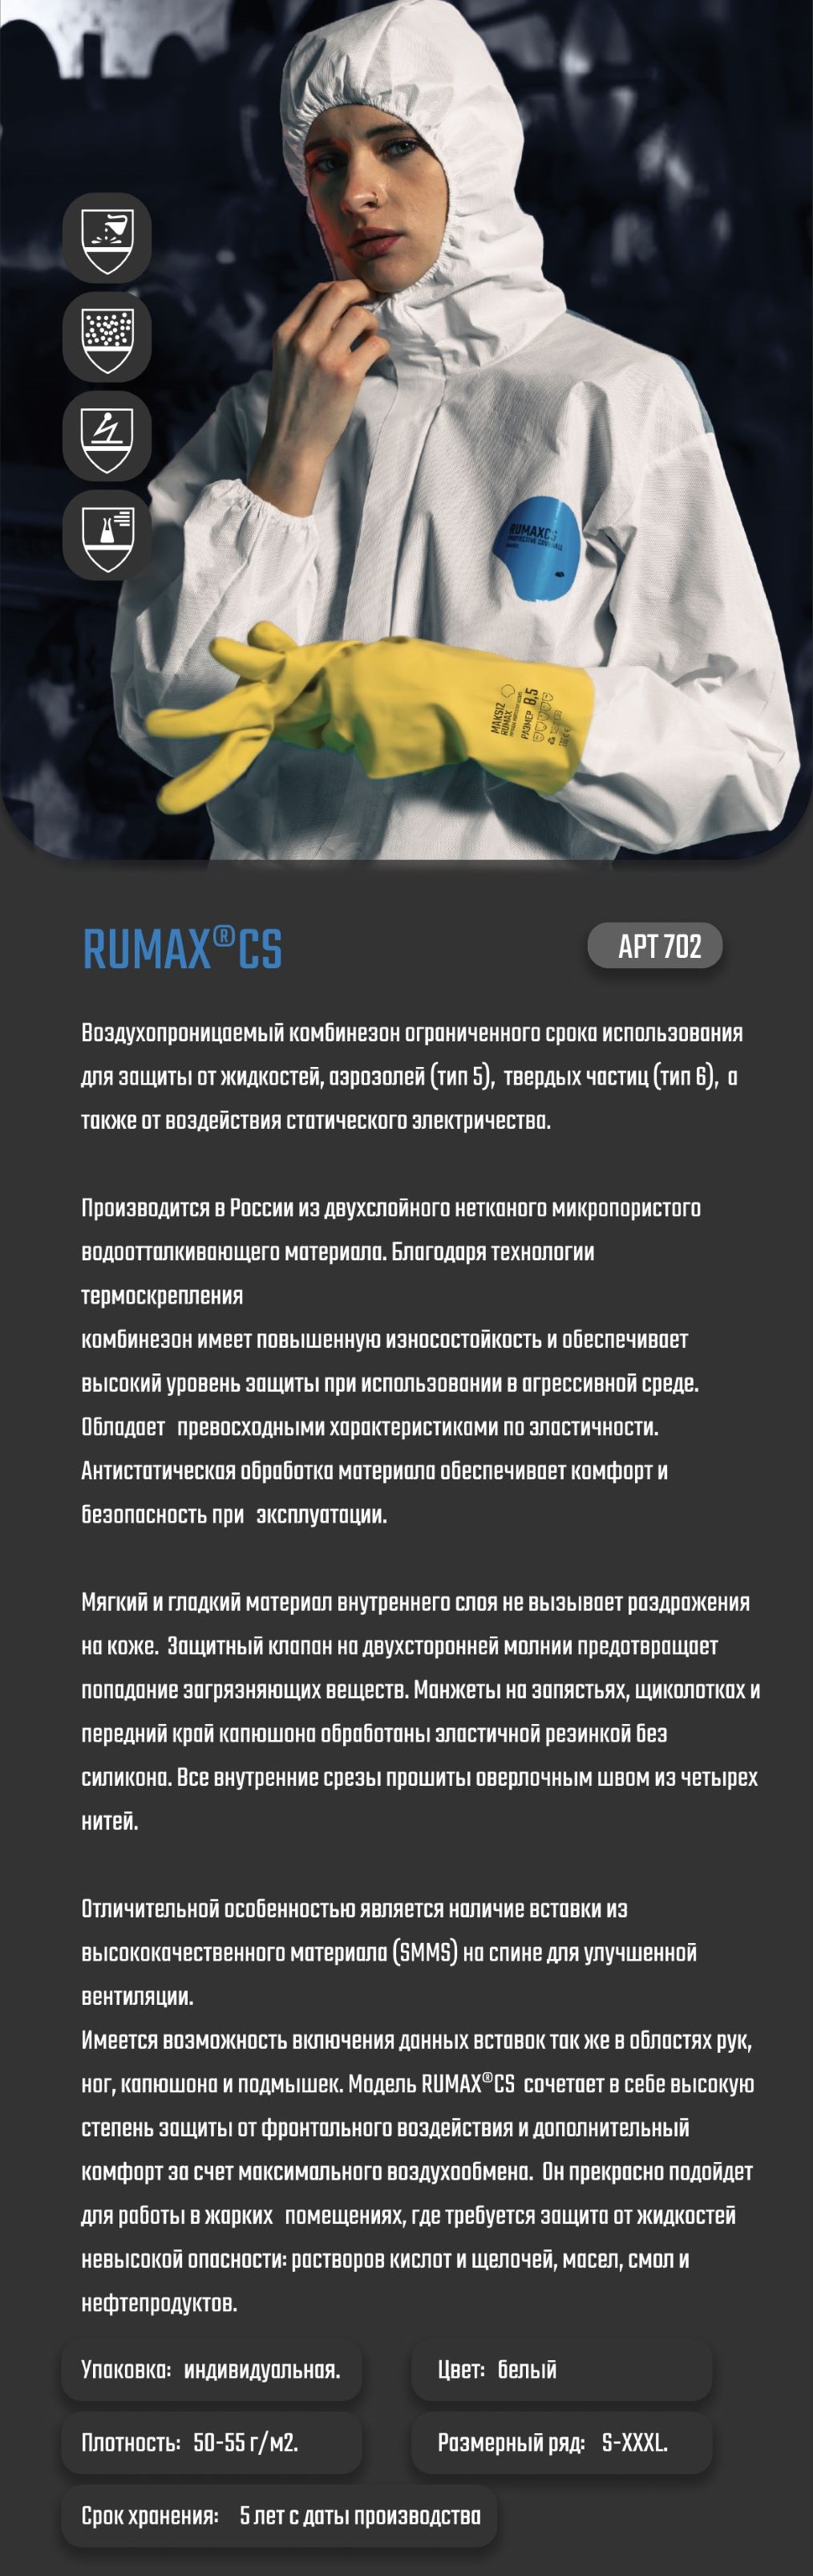 RUMAXCS
PROTECTIVE COVERALL
MAKSIZ
RUMAX
РАЗМЕР 8,5
RUMAX®CS
АРТ 702
Воздухопроницаемый комбинезон ограниченного срока использования
для защиты от жидкостей, аэрозолей (тип 5), твердых частиц (тип 6), а
также от воздействия статического электричества.
Производится в России из двухслойного нетканого микропористого
водоотталкивающего материала. Благодаря технологии
термоскрепления
комбинезон имеет повышенную износостойкость и обеспечивает
высокий уровень защиты при использовании в агрессивной среде.
Обладает превосходными характеристиками по эластичности.
Антистатическая обработка материала обеспечивает комфорт и
безопасность при эксплуатации.
Мягкий и гладкий материал внутреннего слоя не вызывает раздражения
на коже. Защитный клапан на двухсторонней молнии предотвращает
попадание загрязняющих веществ. Манжеты на запястьях, щиколотках и
передний край капюшона обработаны эластичной резинкой без
силикона. Все внутренние срезы прошиты оверлочным швом из четырех
нитей.
Отличительной особенностью является наличие вставки из
высококачественного материала (SMMS) на спине для улучшенной
вентиляции.
Имеется возможность включения данных вставок так же в областях рук,
ног, капюшона и подмышек. Модель RUMAX®CS сочетает в себе высокую
степень защиты от фронтального воздействия и дополнительный
комфорт за счет максимального воздухообмена. Он прекрасно подойдет
для работы в жарких помещениях, где требуется защита от жидкостей
невысокой опасности: растворов кислот и щелочей, масел, смол и
нефтепродуктов.
Упаковка: индивидуальная.
Цвет: белый
Плотность: 50-55 г/м2.
Размерный ряд: S-XXXL.
Срок хранения: 5 лет с даты производства